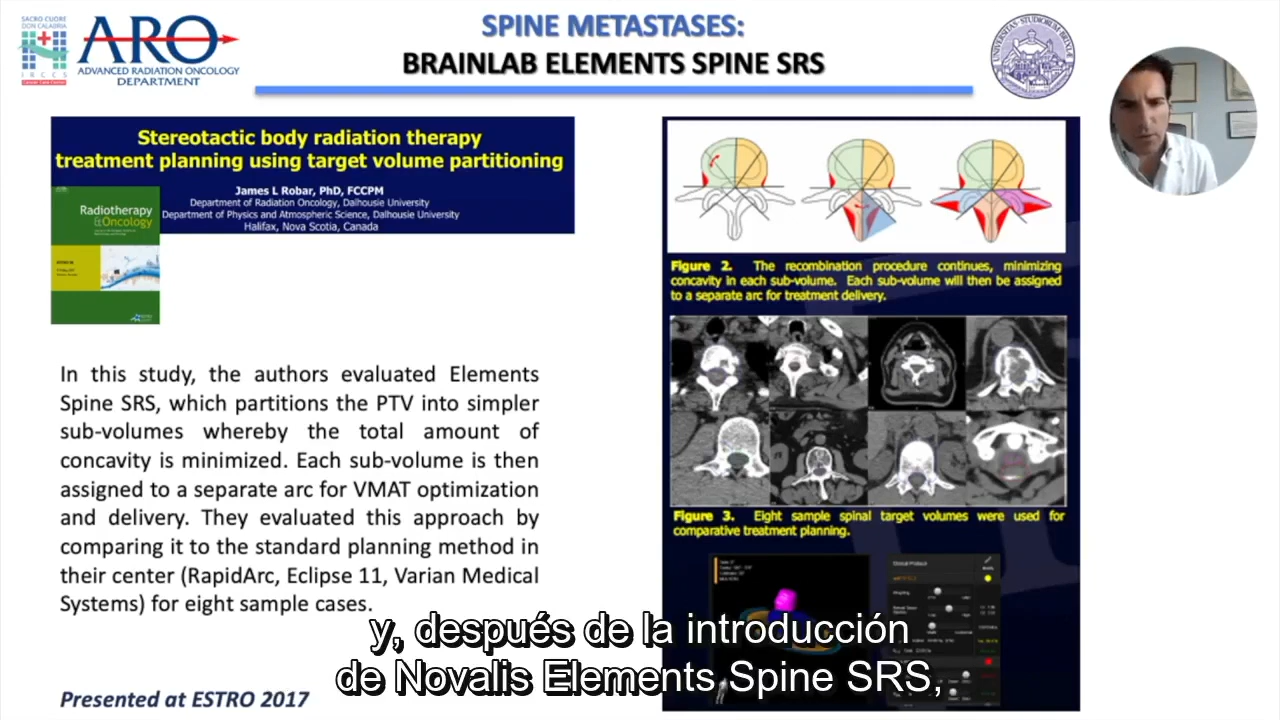 SACRO CUORE
DON CALABRIA
IRCCS
ARO
ADVANCED RADIATION ONCOLOGY
DEPARTMENT
SPINE METASTASES:
BRAINLAB ELEMENTS SPINE SRS
Stereotactic body radiation therapy
treatment planning using target volume partitioning
James L Robar, PhD, FCCPM
Department of Radiation Oncology, Dalhousie University
Department of Physics and Atmospheric Science, Dalhousie University
Halifax, Nova Scotia, Canada
Radiotherapy
&Oncology
In this study, the authors evaluated Elements
Spine SRS, which partitions the PTV into simpler
sub-volumes whereby the total amount of
concavity is minimized. Each sub-volume is then
assigned to a separate arc for VMAT optimization
and delivery. They evaluated this approach by
comparing it to the standard planning method in
their center (RapidArc, Eclipse 11, Varian Medical
Systems) for eight sample cases.
Presented at ESTRO 2017
Figure 2. The recombination procedure continues, minimizing
concavity in each sub-volume. Each sub-volume will then be assigned
to a separate arc for treatment delivery.
Figure 3. Eight sample spinal target volumes were used for
comparative treatment planning.
y, después de la introducción
de Novalis Elements Spine SRS,